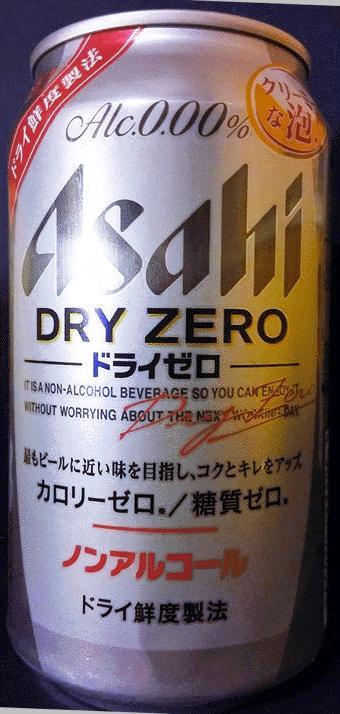 ドライ鮮度製法
クリーミー
な泡
Alc.0.00%
Asahi
DRY ZERO
ドライゼロ
IT IS A NON-ALCOHOL BEVERAGE SO YOU CAN ENJOY IT
WITHOUT WORRYING ABOUT THE NEXT WORKING DAY.
Dry Zero
最もビールに近い味を目指し、コクとキレをアップ。
カロリーゼロ※／糖質ゼロ※
ノンアルコール
ドライ鮮度製法